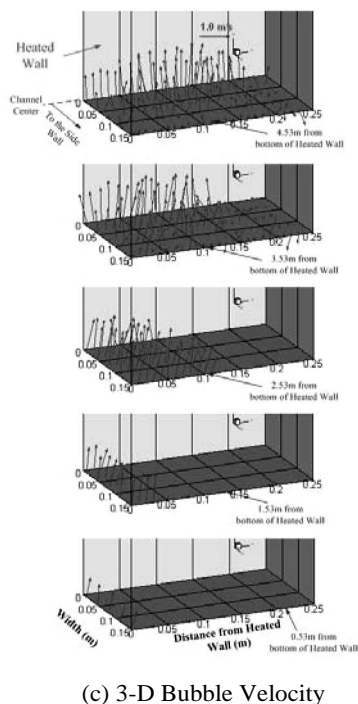 Heated
Wall
1.0 m/s
Channel
Center
To the Side
Wall
0
0.05
0.1
0.15
0
0.05
0.1
0.15
0.2
0.25
4.53m from
bottom of Heated Wall
0
0.05
0.1
0.15
0
0.05
0.1
0.15
0.2
0.25
3.53m from
bottom of Heated Wall
0
0.05
0.1
0.15
0
0.05
0.1
0.15
0.2
0.25
2.53m from
bottom of Heated Wall
0
0.05
0.1
0.15
0
0.05
0.1
0.15
0.2
0.25
1.53m from
bottom of Heated Wall
0
0.05
0.1
0.15
0
0.05
0.1
0.15
0.2
0.25
Width (m)
Distance from Heated
Wall (m)
0.53m from
bottom of Heated Wall
(c) 3-D Bubble Velocity